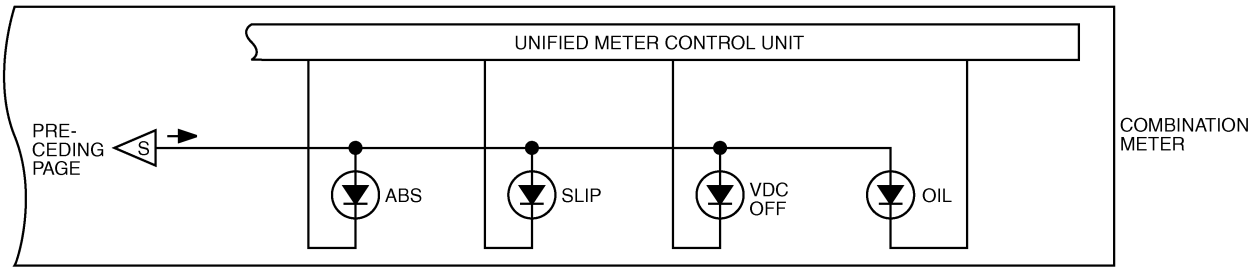 UNIFIED METER CONTROL UNIT
PRE-
CEDING
PAGE
S
COMBINATION
METER
ABS
SLIP
VDC
OFF
OIL